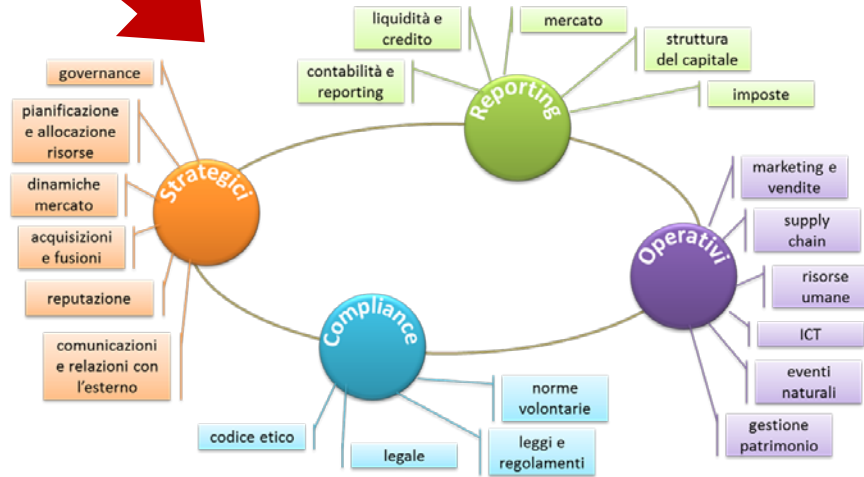 liquidità e
credito
mercato
struttura
del capitale
contabilità e
reporting
imposte
Reporting
governance
pianificazione
e allocazione
risorse
dinamiche
mercato
acquisizioni
e fusioni
reputazione
comunicazioni
e relazioni con
l'esterno
Strategici
marketing e
vendite
supply
chain
risorse
umane
ICT
eventi
naturali
gestione
patrimonio
Operativi
Compliance
norme
volontarie
codice etico
legale
leggi e
regolamenti